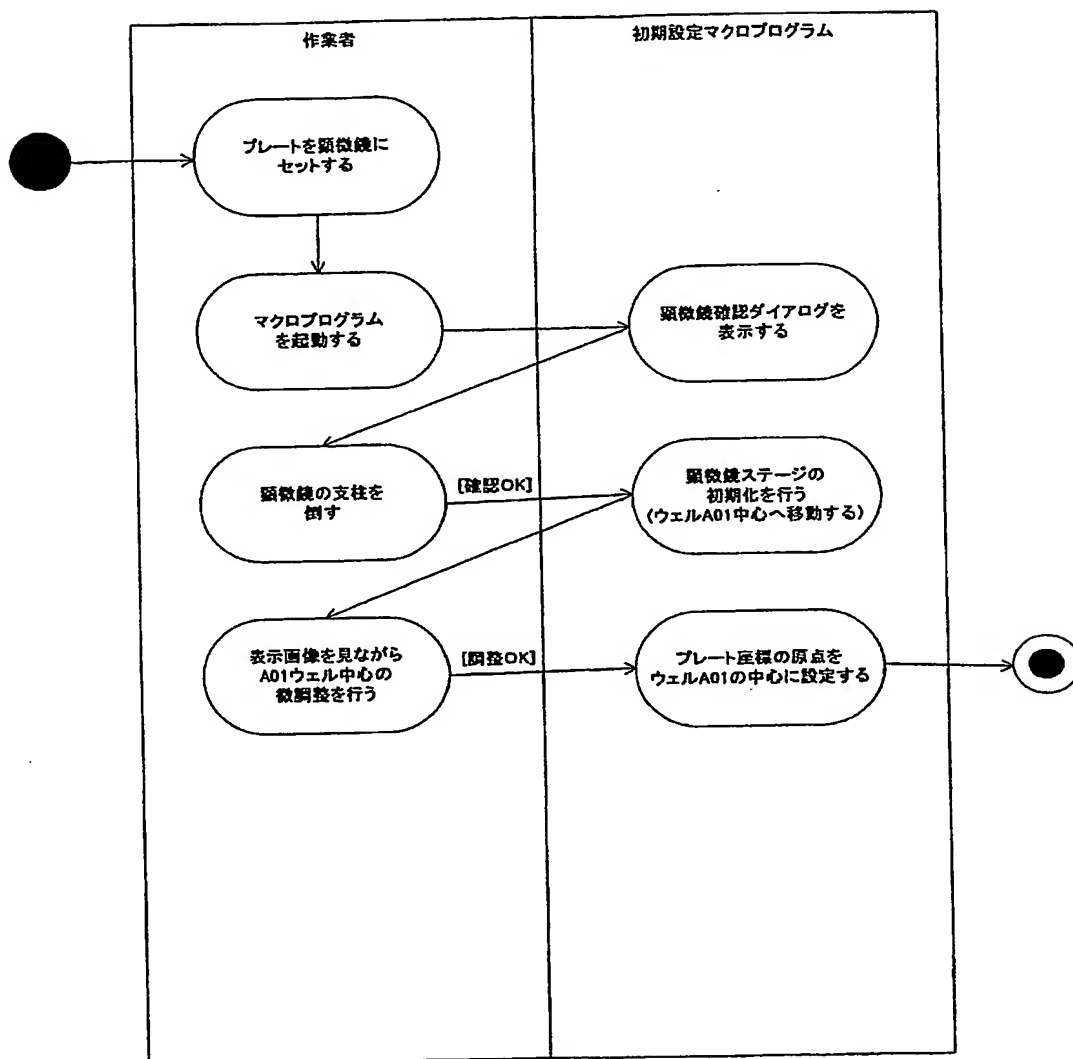 作業者
初期設定マクロプログラム
プレートを顕微鏡に
セットする
マクロプログラム
を起動する
顕微鏡確認ダイアログを
表示する
顕微鏡の支柱を
倒す
[確認OK]
顕微鏡ステージの
初期化を行う
(ウェルA01中心へ移動する)
表示画像を見ながら
A01ウェル中心の
微調整を行う
[調整OK]
プレート座標の原点を
ウェルA01の中心に設定する